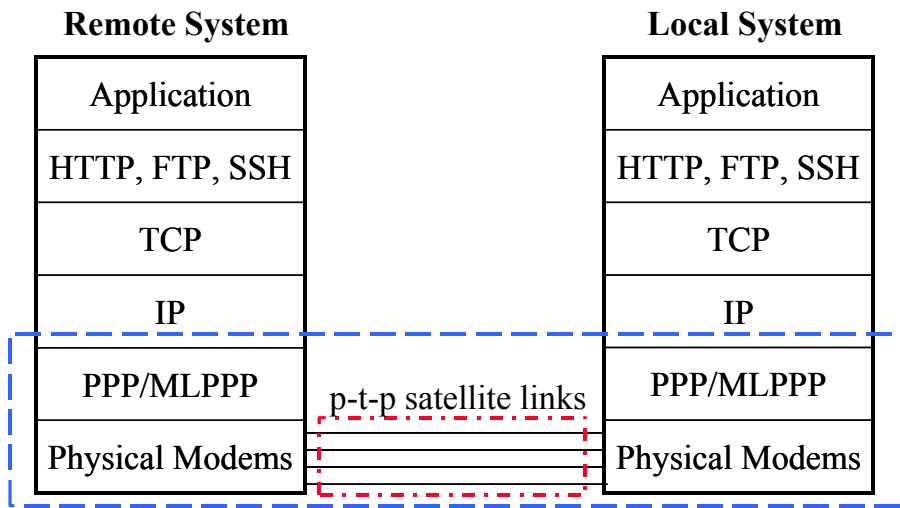 Remote System
Application
HTTP, FTP, SSH
TCP
IP
PPP/MLPPP
Physical Modems
p-t-p satellite links
Local System
Application
HTTP, FTP, SSH
TCP
IP
PPP/MLPPP
Physical Modems